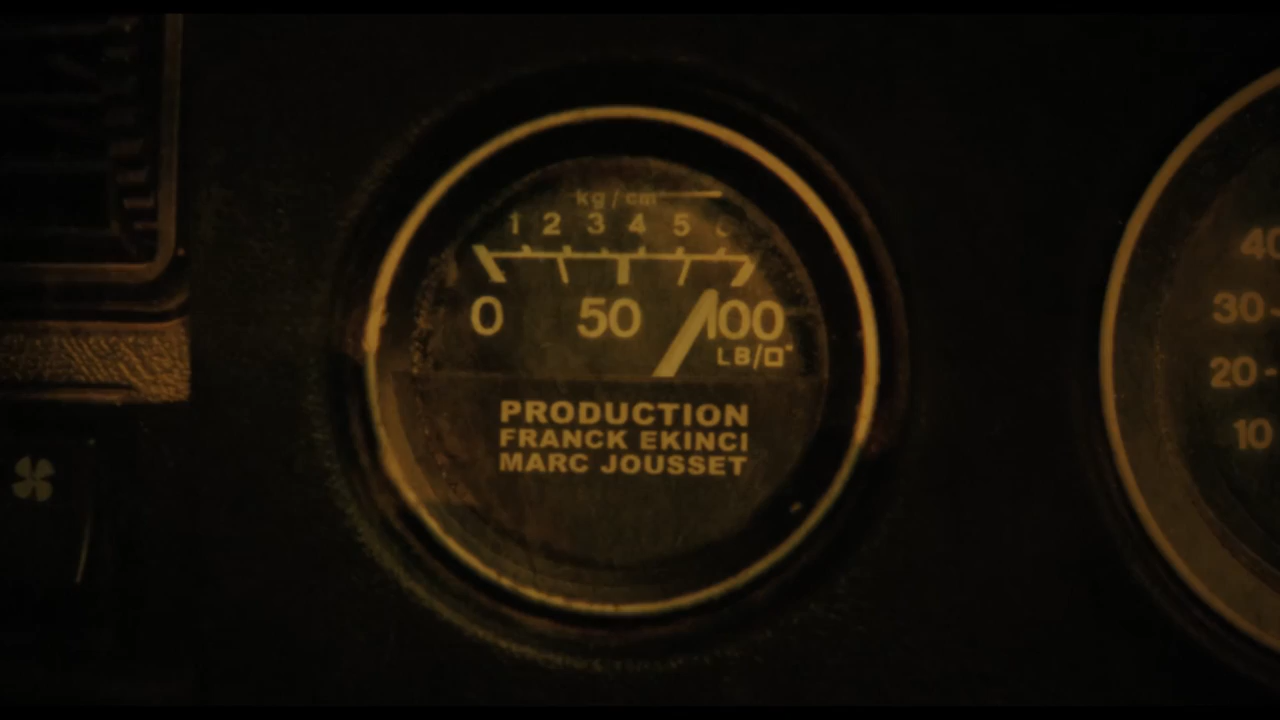 kg/cm
1 2 3 4 5 6
0 50 100
LB/□"
PRODUCTION
FRANCK EKINCI
MARC JOUSSET
40
30-
20-
10